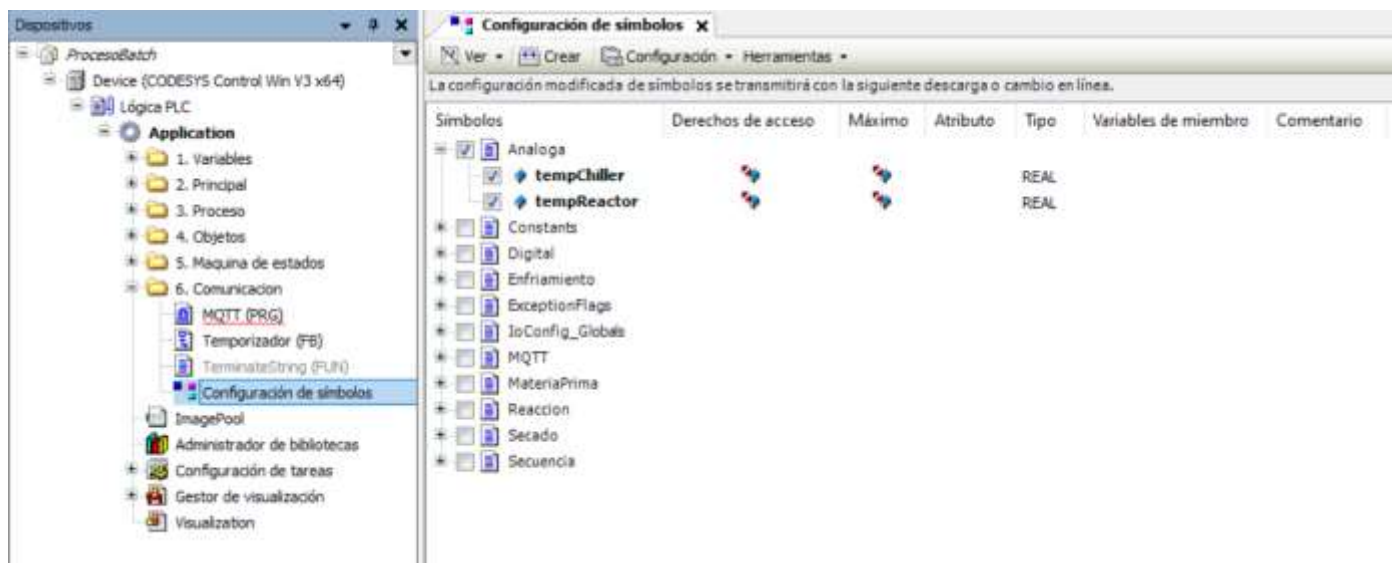 Dispositivos
ProcesoBatch
Device (CODESYS Control Win V3 x64)
Lógica PLC
Application
1. Variables
2. Principal
3. Proceso
4. Objetos
5. Maquina de estados
6. Comunicacion
MQTT (PRG)
Temporizador (FB)
TerminateString (FUN)
Configuración de símbolos
ImagePool
Administrador de bibliotecas
Configuración de tareas
Gestor de visualización
Visualization
Configuración de símbolos X
Ver Crear Configuración Herramientas
La configuración modificada de símbolos se transmitirá con la siguiente descarga o cambio en línea.
Símbolos Derechos de acceso Máximo Atributo Tipo Variables de miembro Comentario
Analoga
tempChiller REAL
tempReactor REAL
Constants
Digital
Enfriamiento
ExceptionFlags
IoConfig_Globals
MQTT
MateriaPrima
Reaccion
Secado
Secuencia